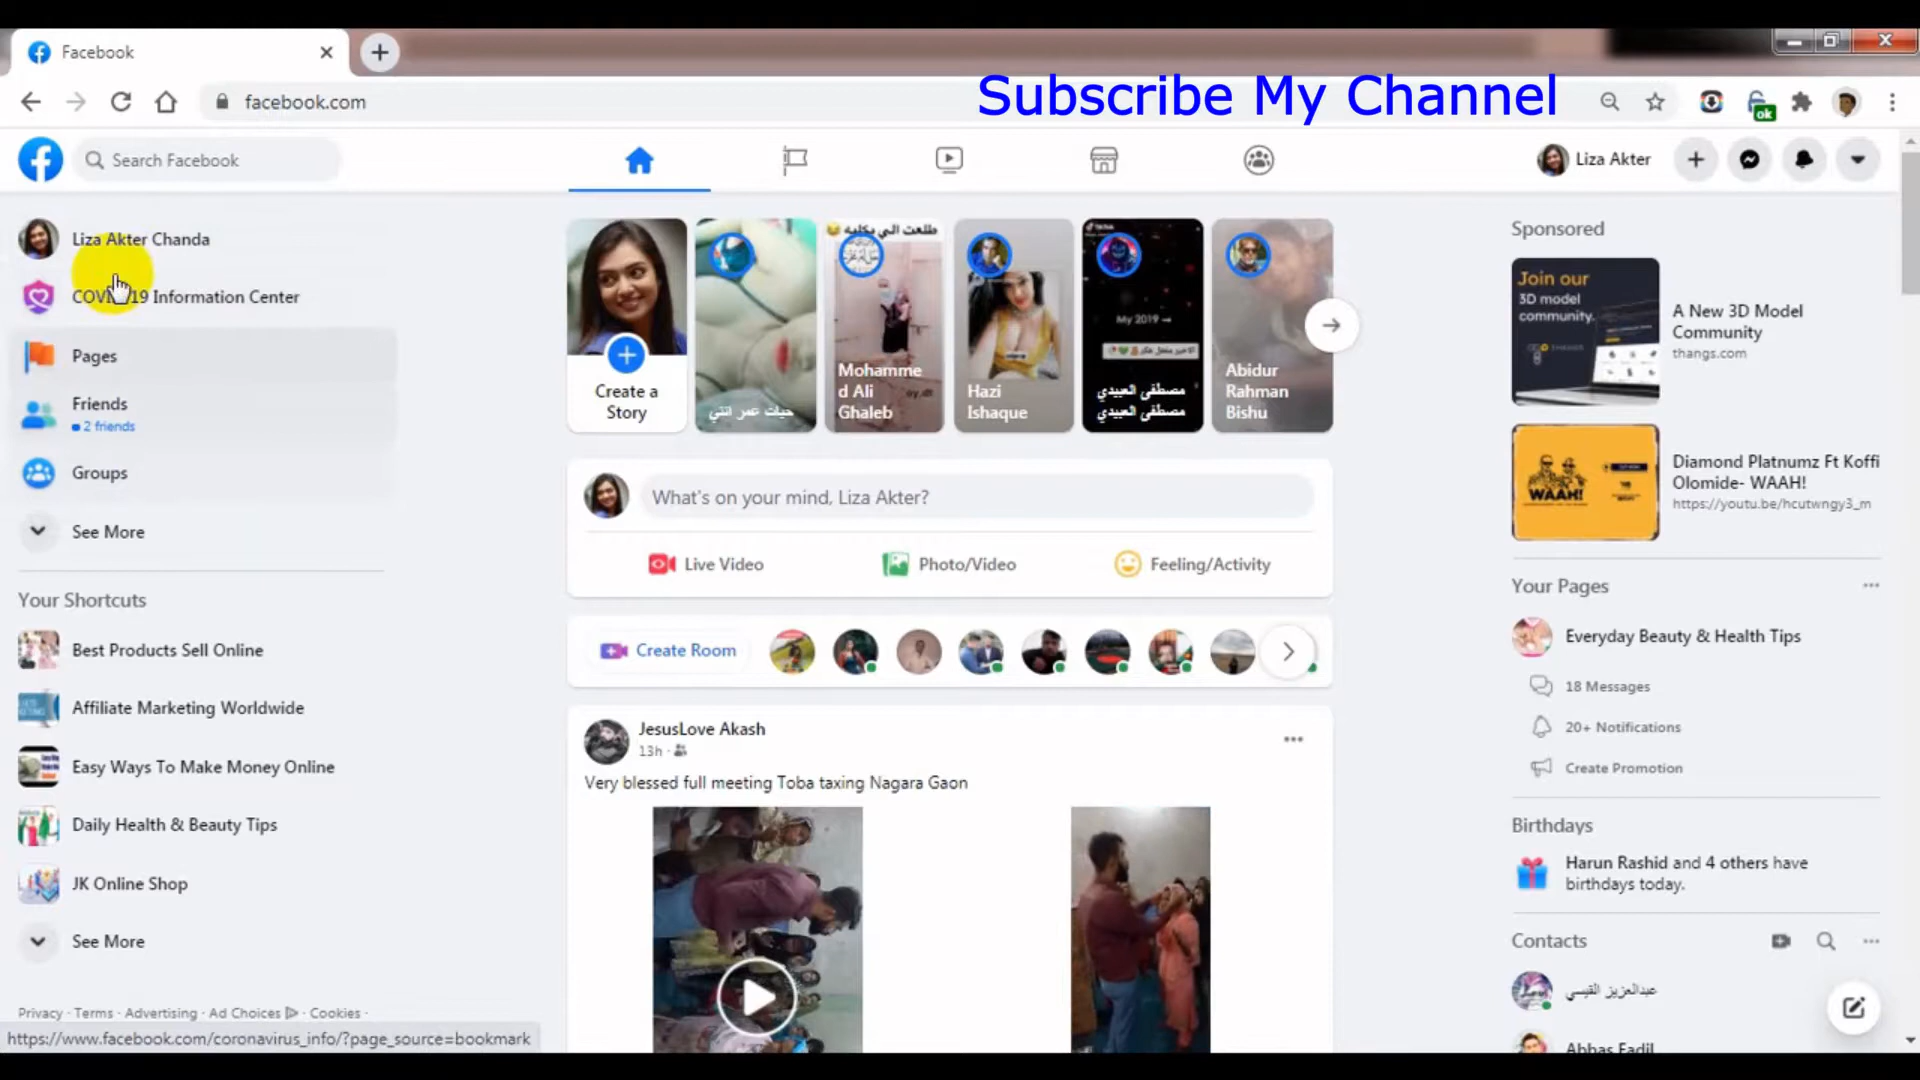 Facebook
Subscribe My Channel
facebook.com
ok
Search Facebook
Liza Akter
Liza Akter Chanda
Information Center
Pages
Friends
2 friends
Groups
See More
Your Shortcuts
Best Products Sell Online
Affiliate Marketing Worldwide
Easy Ways To Make Money Online
Daily Health & Beauty Tips
JK Online Shop
See More
Privacy · Terms · Advertising · Ad Choices · Cookies ·
https://www.facebook.com/coronavirus_info/?page_source=bookmark
Create a
Story
Mohamme
d Ali
Ghaleb
Hazi
Ishaque
My 2019
مصطفى العبيدي
مصطفى العبيدي
Abidur
Rahman
Bishu
What's on your mind, Liza Akter?
Live Video
Photo/Video
Feeling/Activity
Create Room
JesusLove Akash
13h ·
Very blessed full meeting Toba taxing Nagara Gaon
Sponsored
Join our
3D model
community.
A New 3D Model
Community
thangs.com
WAAH!
Diamond Platnumz Ft Koffi
Olomide- WAAH!
https://youtu.be/hcutwngy3_m
Your Pages
Everyday Beauty & Health Tips
18 Messages
20+ Notifications
Create Promotion
Birthdays
Harun Rashid and 4 others have
birthdays today.
Contacts
عبدالعزيز القيسي
Abbas Fadil